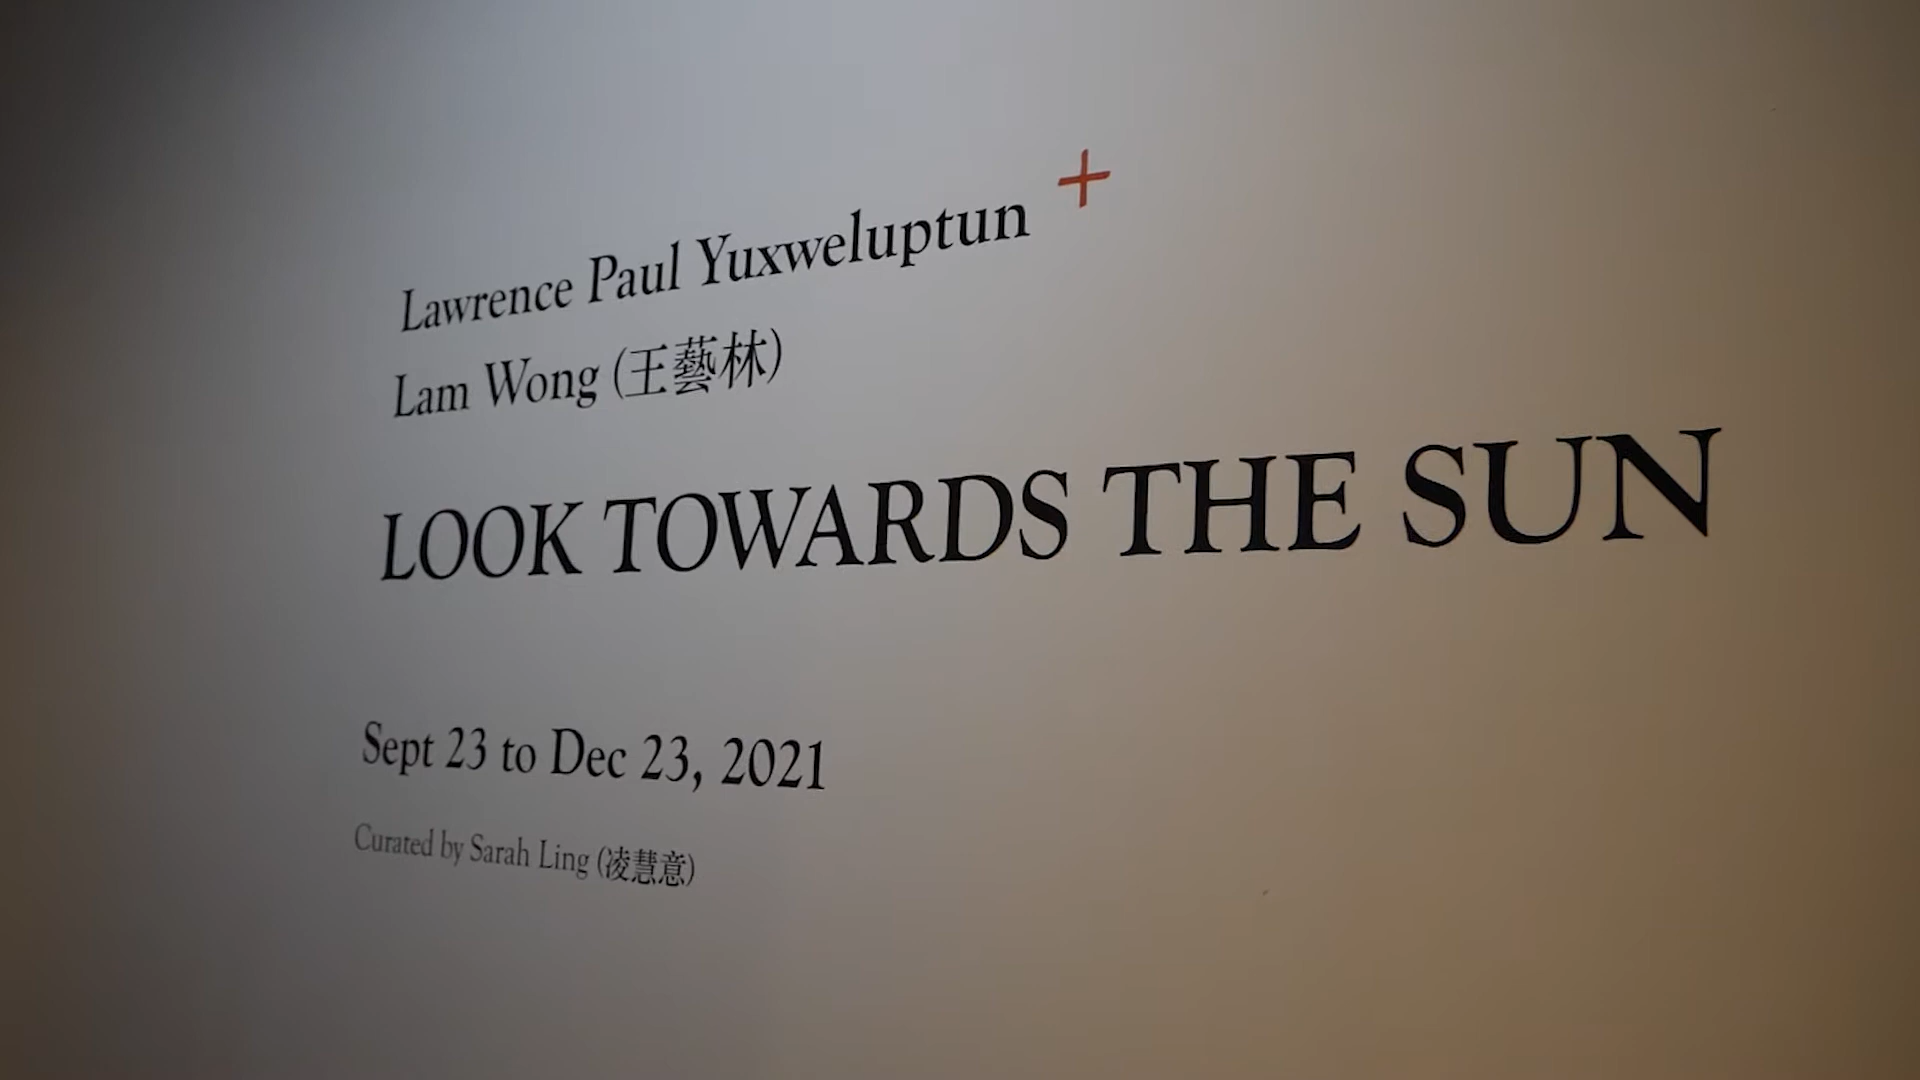 Lawrence Paul Yuxweluptun +
Lam Wong (王藝林)
LOOK TOWARDS THE SUN
Sept 23 to Dec 23, 2021
Curated by Sarah Ling (凌慧意)